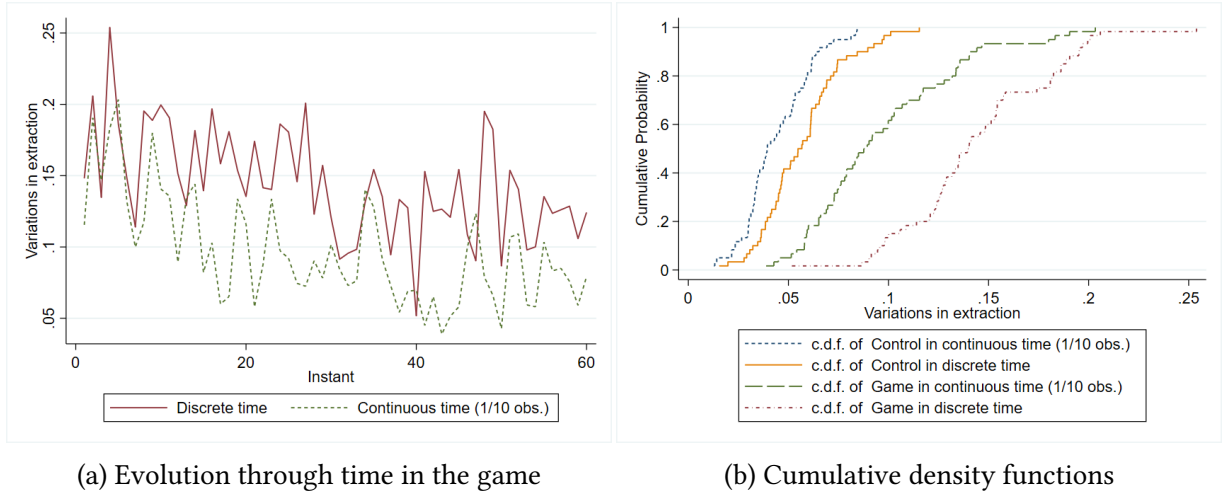 .25
.2
.15
.1
.05
Variations in extraction
0
20
40
60
Instant
Discrete time
Continuous time (1/10 obs.)
(a) Evolution through time in the game
1
.8
.6
.4
.2
0
Cumulative Probability
0
.05
.1
.15
.2
.25
Variations in extraction
c.d.f. of Control in continuous time (1/10 obs.)
c.d.f. of Control in discrete time
c.d.f. of Game in continuous time (1/10 obs.)
c.d.f. of Game in discrete time
(b) Cumulative density functions